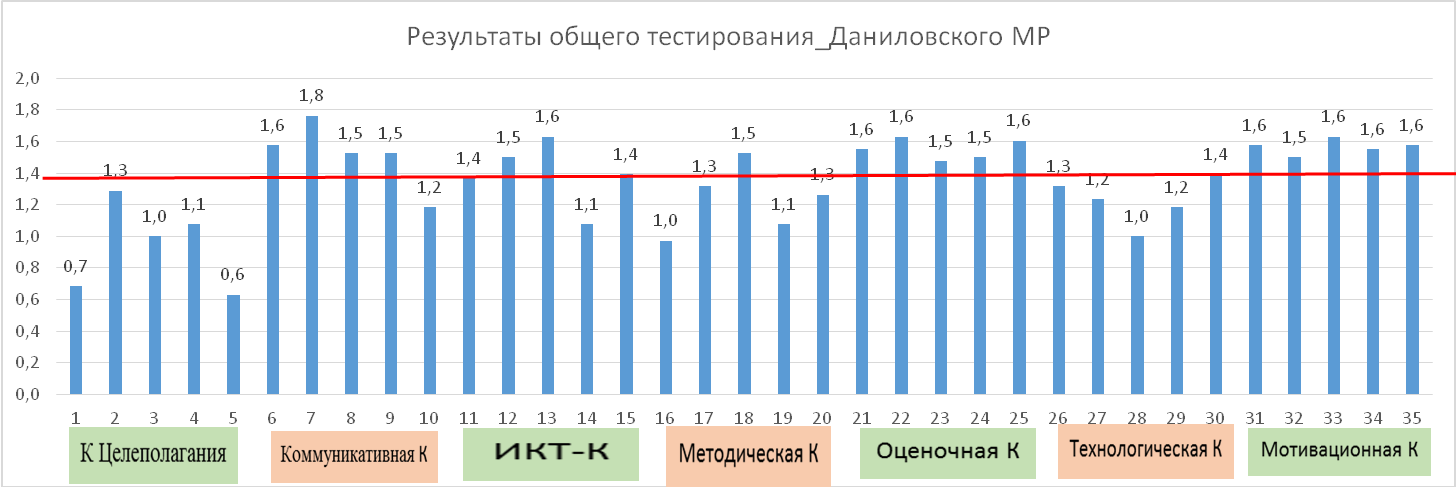 Результаты общего тестирования_Даниловского МР
2,0
1,8
1,6
1,4
1,2
1,0
0,8
0,6
0,4
0,2
0,0
0,7 1,3 1,0 1,1 0,6 1,6 1,8 1,5 1,5 1,2 1,4 1,5 1,6 1,1 1,4 1,0 1,3 1,5 1,1 1,3 1,6 1,6 1,5 1,5 1,6 1,3 1,2 1,0 1,2 1,4 1,6 1,5 1,6 1,6 1,6
1 2 3 4 5 6 7 8 9 10 11 12 13 14 15 16 17 18 19 20 21 22 23 24 25 26 27 28 29 30 31 32 33 34 35
К Целеполагания Коммуникативная К ИКТ-К Методическая К Оценочная К Технологическая К Мотивационная К